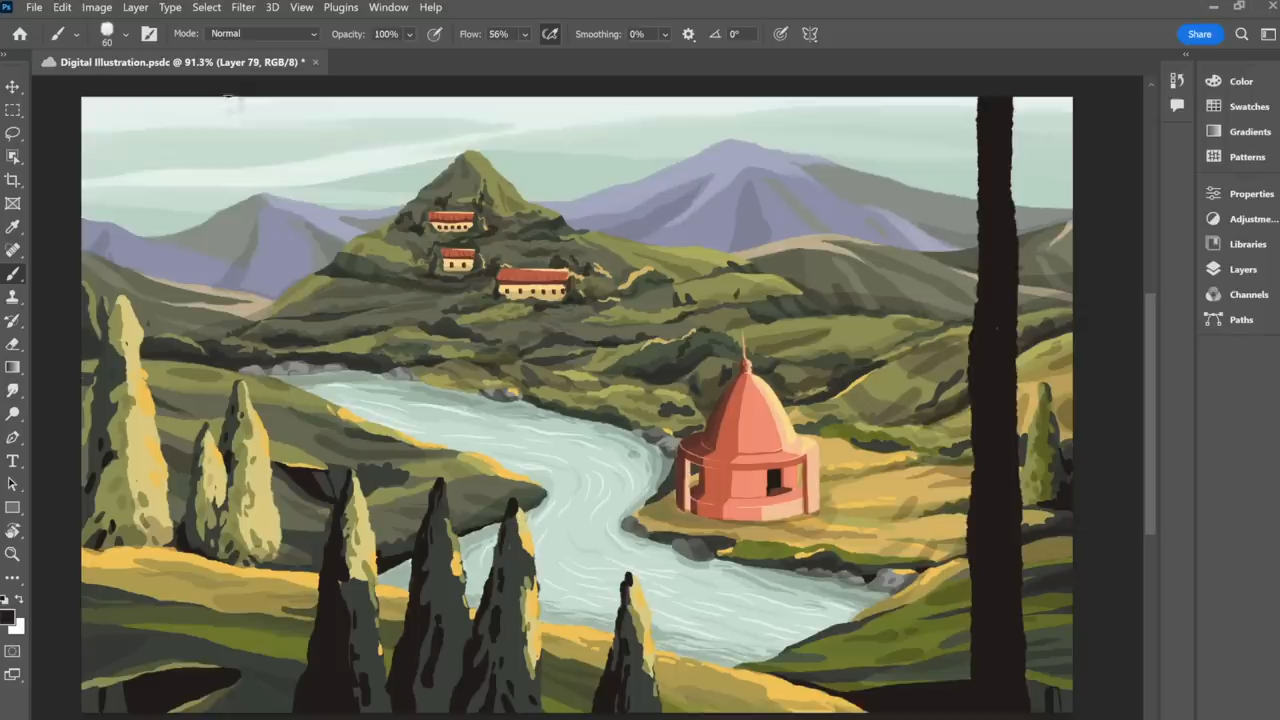 Ps File Edit Image Layer Type Select Filter 3D View Plugins Window Help
60 Mode: Normal Opacity: 100% Flow: 56% Smoothing: 0% 0° Share
Digital Illustration.psdc @ 91.3% (Layer 79, RGB/8) *
Color
Swatches
Gradients
Patterns
Properties
Adjustme...
Libraries
Layers
Channels
Paths